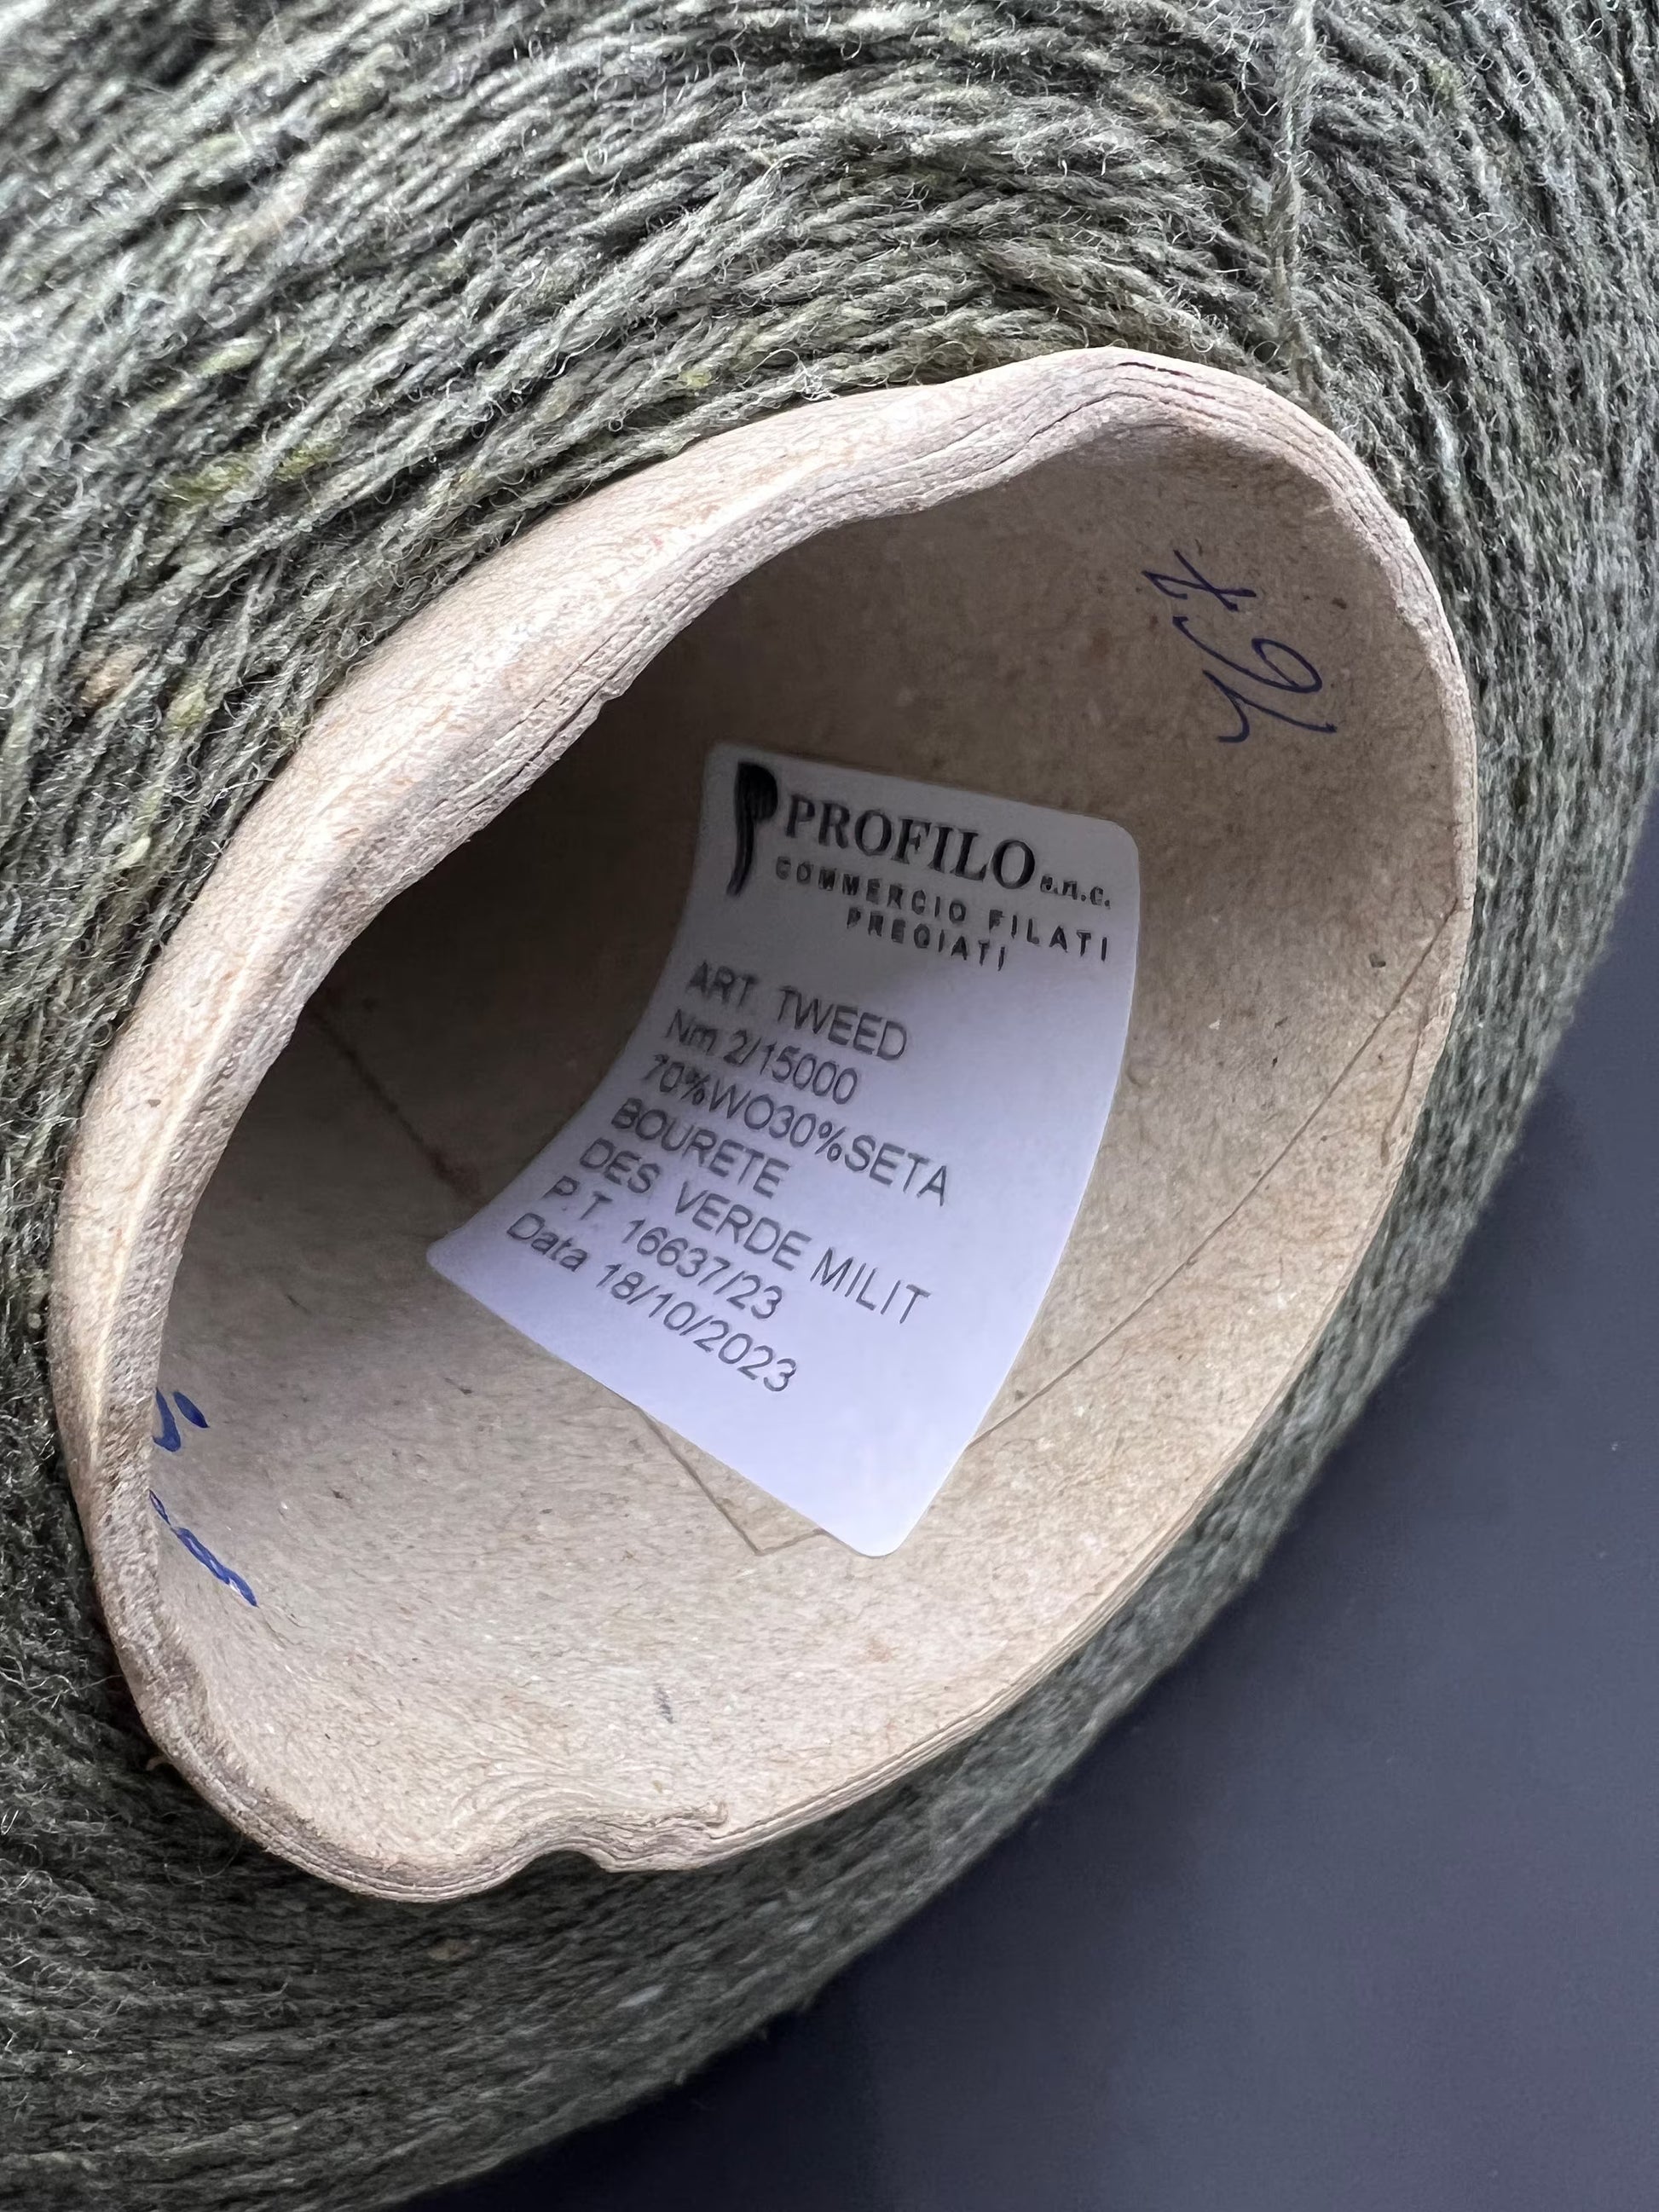 PROFILO s.n.c.
COMMERCIO FILATI
PREGIATI
ART. TWEED
Nm 2/15000
70%WO30%SETA
BOURETE
DES. VERDE MILIT
P.T. 16637/23
Data 18/10/2023